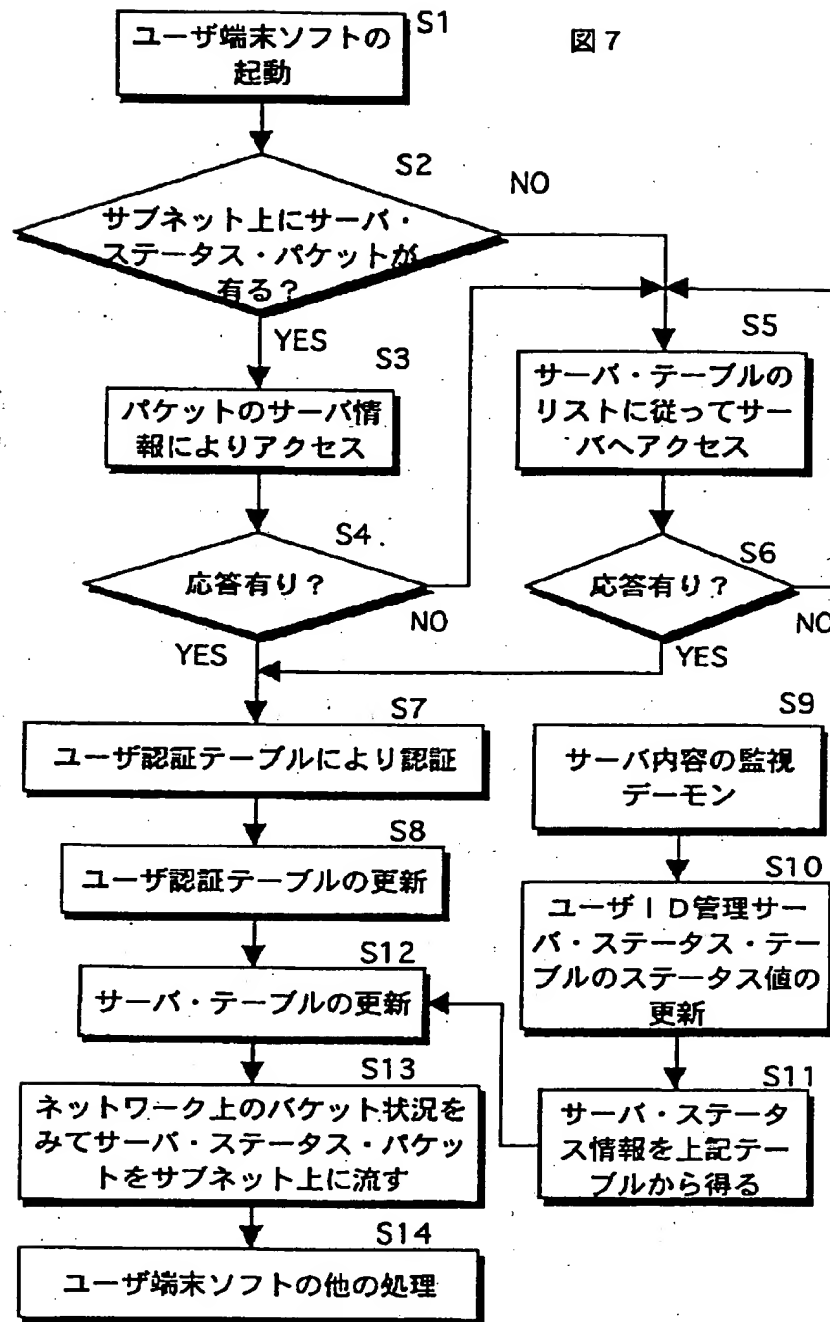 図7
S1
ユーザ端末ソフトの
起動
S2
サブネット上にサーバ・
ステータス・パケットが
有る？
NO
YES
S3
パケットのサーバ情
報によりアクセス
S4
応答有り？
NO
YES
S5
サーバ・テーブルの
リストに従ってサー
バへアクセス
S6
応答有り？
NO
YES
S7
ユーザ認証テーブルにより認証
S8
ユーザ認証テーブルの更新
S9
サーバ内容の監視
デーモン
S10
ユーザＩＤ管理サー
バ・ステータス・テー
ブルのステータス値の
更新
S11
サーバ・ステータ
ス情報を上記テー
ブルから得る
S12
サーバ・テーブルの更新
S13
ネットワーク上のパケット状況を
みてサーバ・ステータス・パケッ
トをサブネット上に流す
S14
ユーザ端末ソフトの他の処理